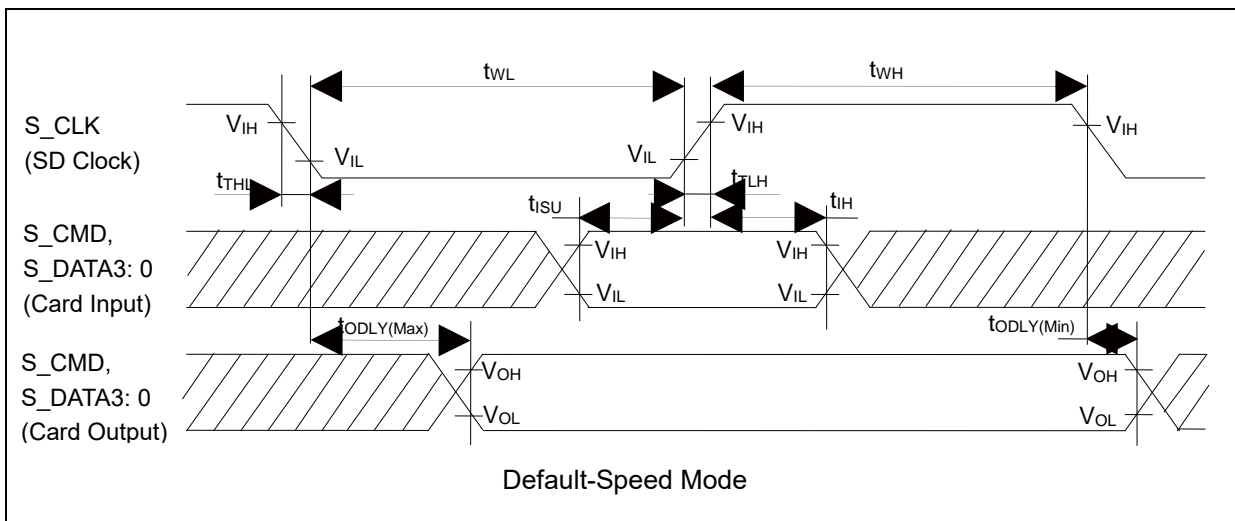 tWL
tWH
S_CLK
(SD Clock)
VIH
VIL
VIL
VIH
VIH
tTHL
tTLH
tISU
tIH
S_CMD,
S_DATA3: 0
(Card Input)
VIH
VIL
VIH
VIL
tODLY(Max)
tODLY(Min)
S_CMD,
S_DATA3: 0
(Card Output)
VOH
VOL
VOH
VOL
Default-Speed Mode